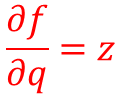 ∂f/∂q = z